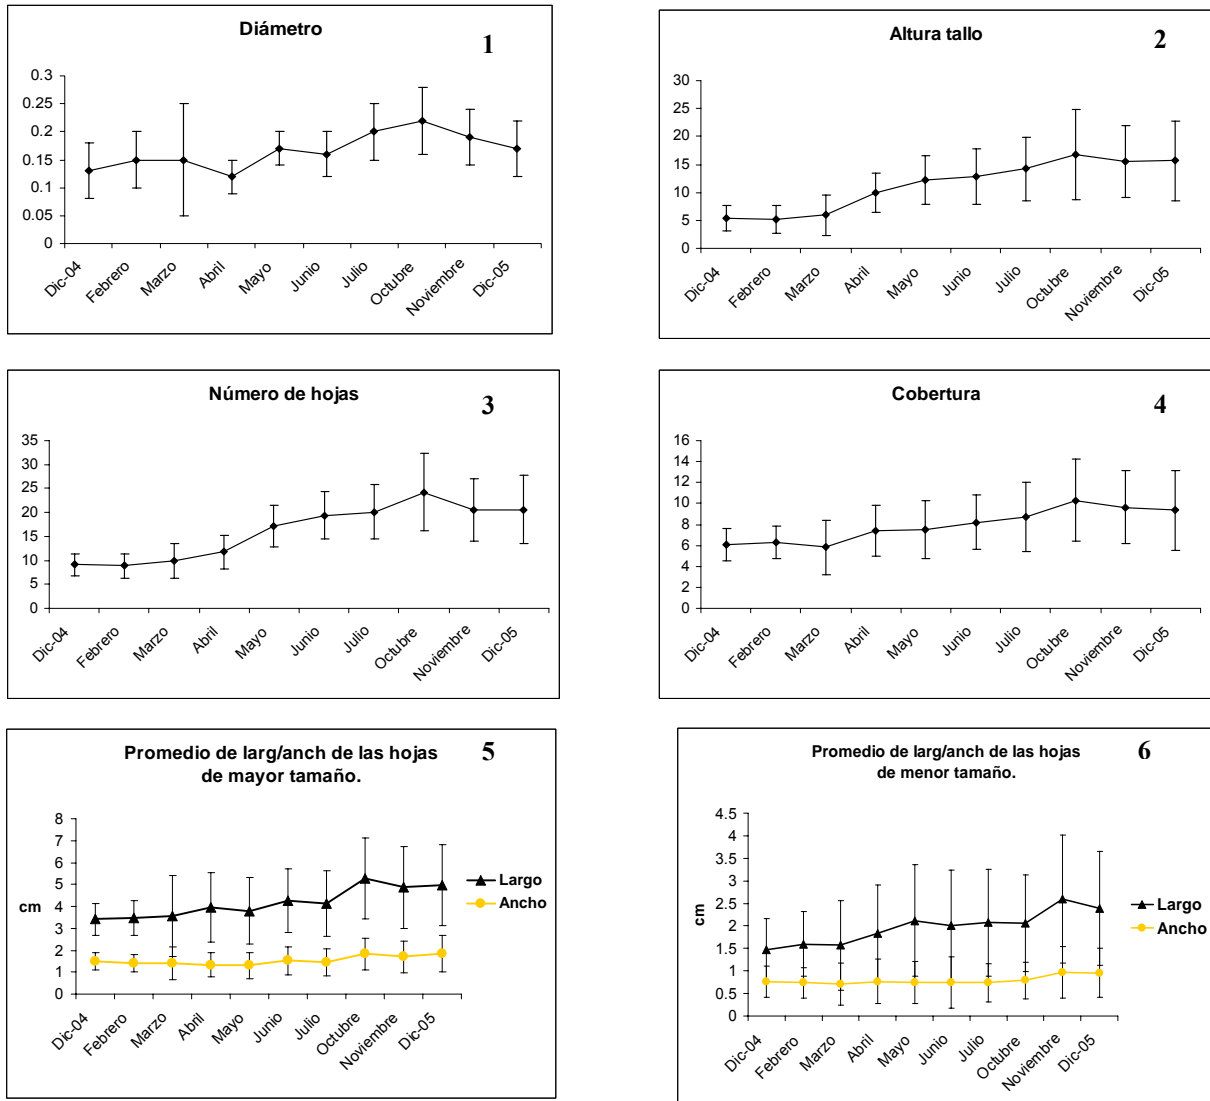 Diámetro
1
0.3
0.25
0.2
0.15
0.1
0.05
0
Dic-04
Febrero
Marzo
Abril
Mayo
Junio
Julio
Octubre
Noviembre
Dic-05
Altura tallo
2
30
25
20
15
10
5
0
Dic-04
Febrero
Marzo
Abril
Mayo
Junio
Julio
Octubre
Noviembre
Dic-05
Número de hojas
3
35
30
25
20
15
10
5
0
Dic-04
Febrero
Marzo
Abril
Mayo
Junio
Julio
Octubre
Noviembre
Dic-05
Cobertura
4
16
14
12
10
8
6
4
2
0
Dic-04
Febrero
Marzo
Abril
Mayo
Junio
Julio
Octubre
Noviembre
Dic-05
Promedio de larg/anch de las hojas
de mayor tamaño.
5
8
7
6
5
4
3
2
1
0
cm
Dic-04
Febrero
Marzo
Abril
Mayo
Junio
Julio
Octubre
Noviembre
Dic-05
Largo
Ancho
Promedio de larg/anch de las hojas
de menor tamaño.
6
4.5
4
3.5
3
2.5
2
1.5
1
0.5
0
cm
Dic-04
Febrero
Marzo
Abril
Mayo
Junio
Julio
Octubre
Noviembre
Dic-05
Largo
Ancho